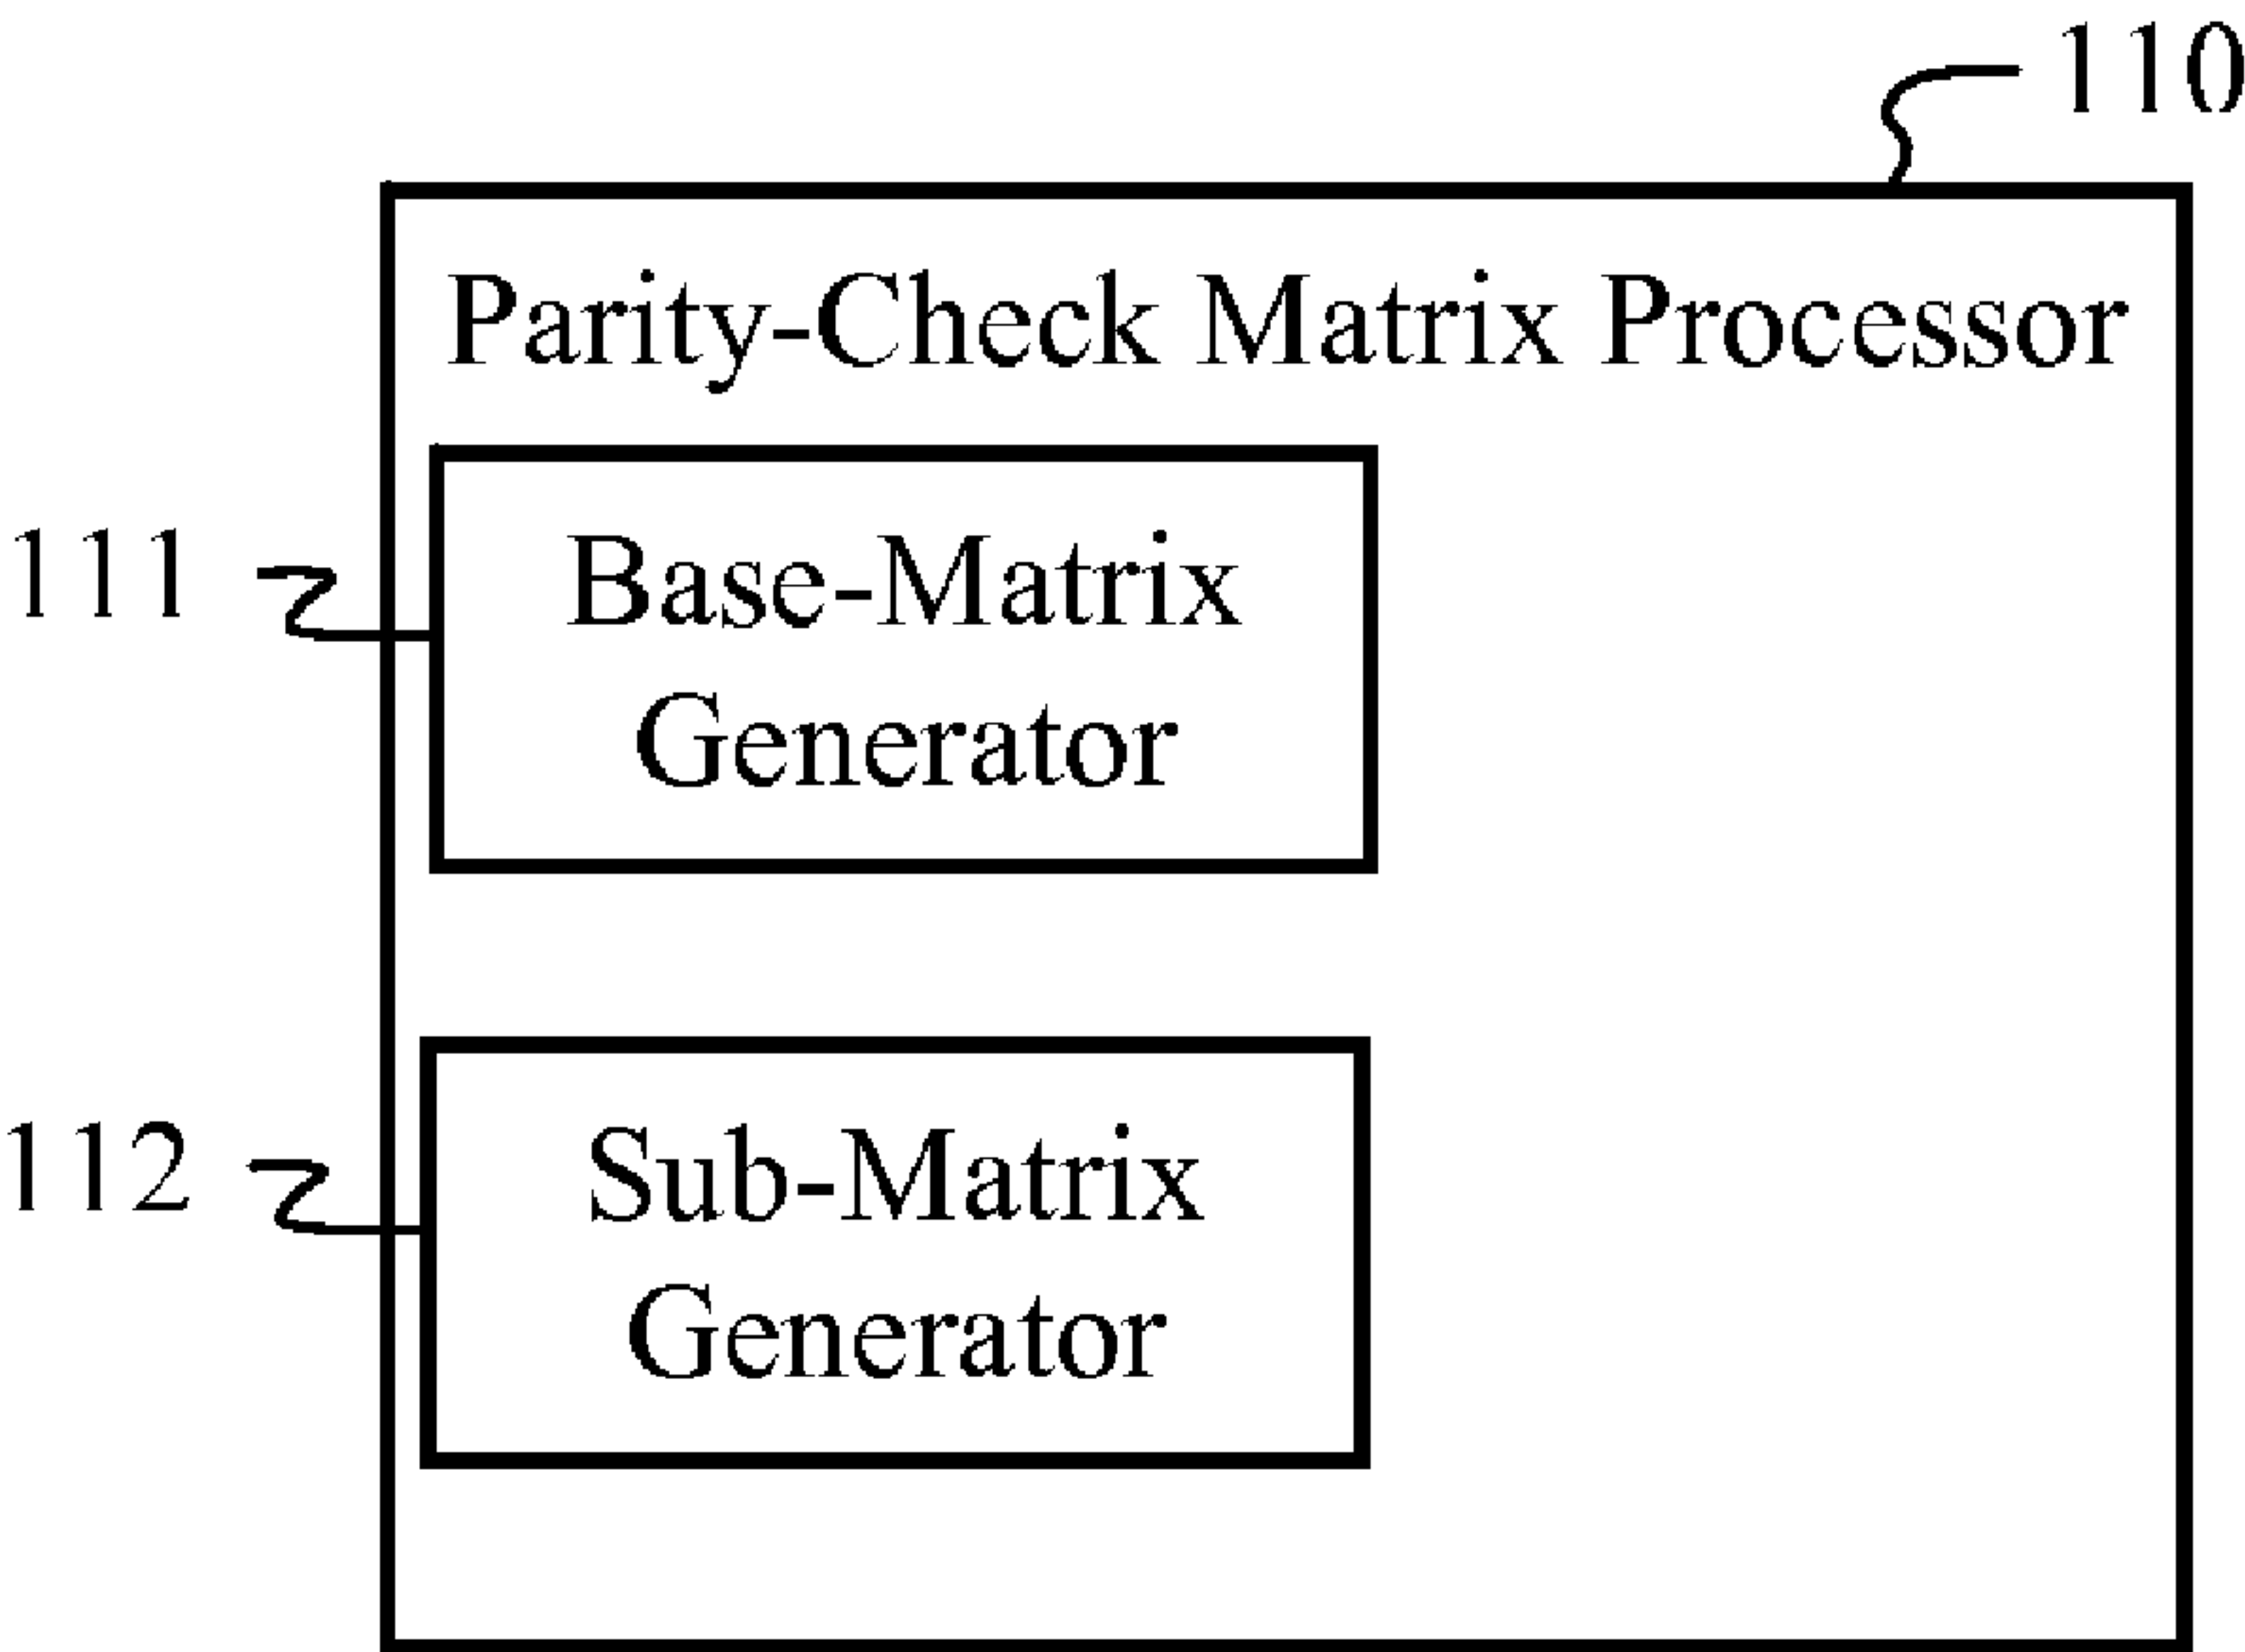 110
Parity-Check Matrix Processor
111
Base-Matrix
Generator
112
Sub-Matrix
Generator